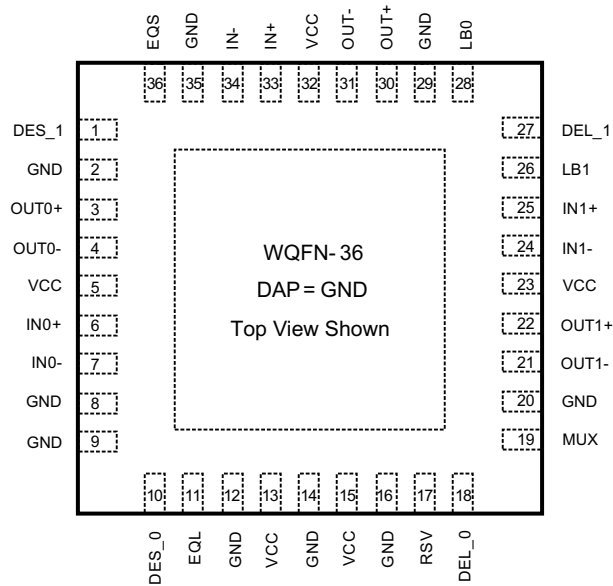 EQS GND IN- IN+ VCC OUT- OUT+ GND LB0
36 35 34 33 32 31 30 29 28
DES_1 1 27 DEL_1
GND 2 26 LB1
OUT0+ 3 25 IN1+
OUT0- 4 24 IN1-
VCC 5 23 VCC
IN0+ 6 22 OUT1+
IN0- 7 21 OUT1-
GND 8 20 GND
GND 9 19 MUX
WQFN-36
DAP = GND
Top View Shown
10 11 12 13 14 15 16 17 18
DES_0 EQL GND VCC GND VCC GND RSV DEL_0